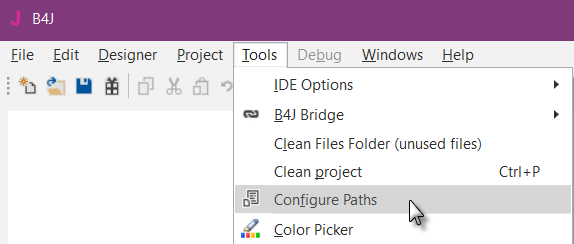 J B4J
File Edit Designer Project Tools Debug Windows Help
IDE Options
B4J Bridge
Clean Files Folder (unused files)
Clean project Ctrl+P
Configure Paths
Color Picker